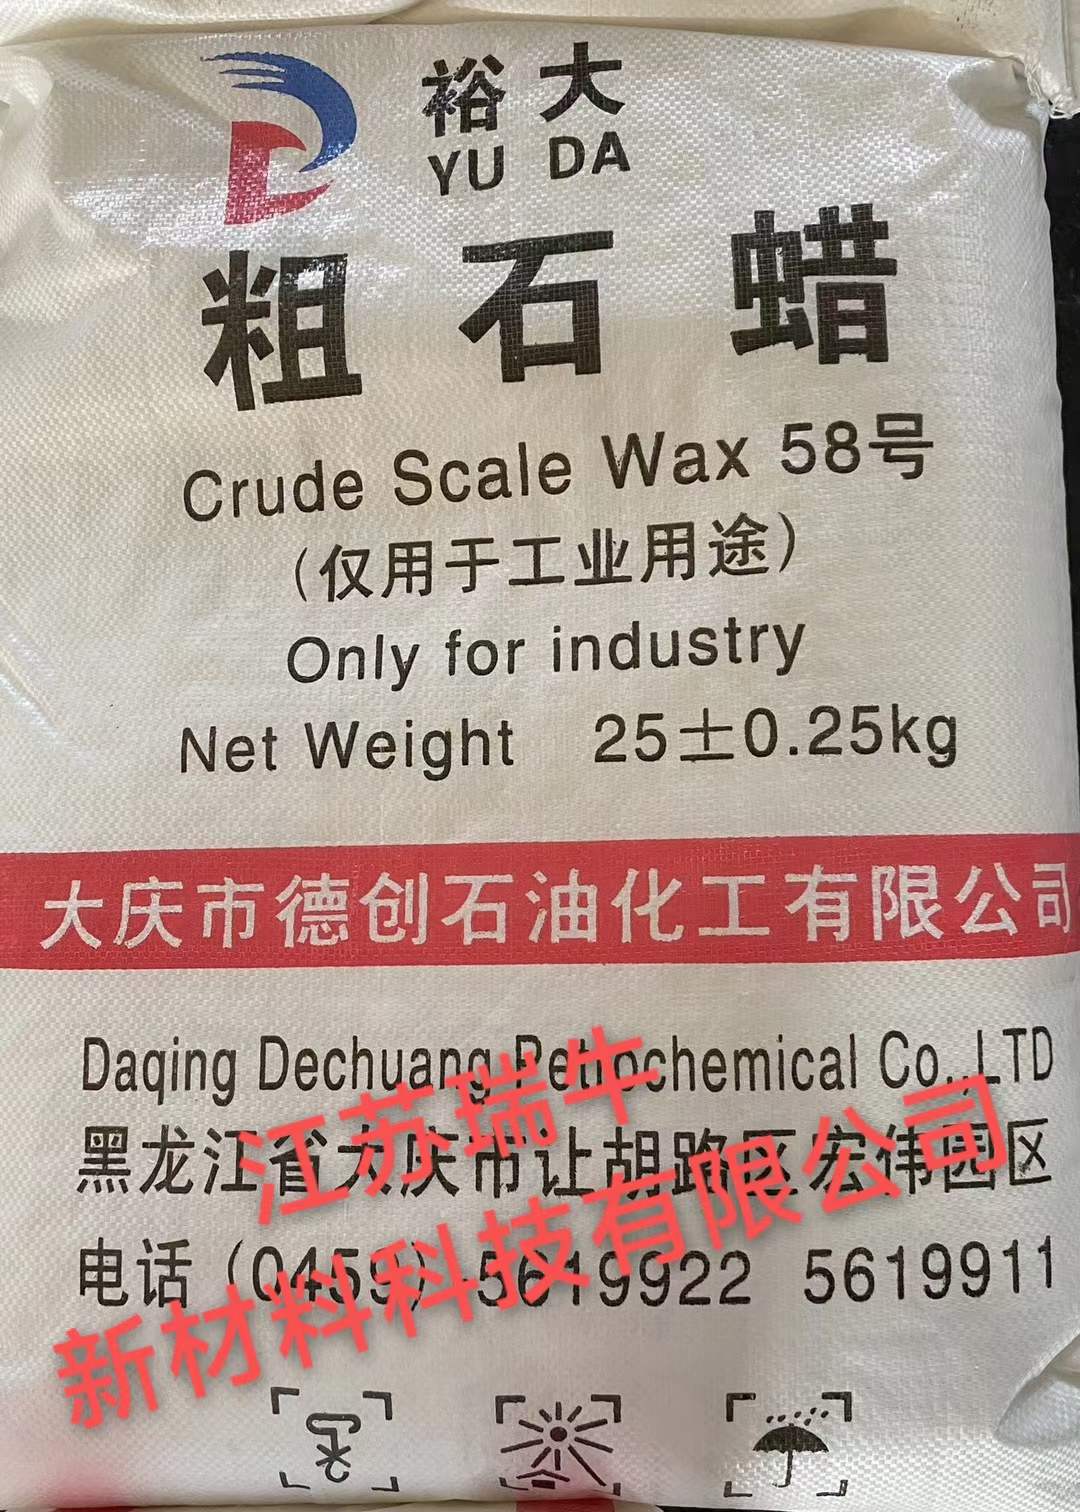 裕大
YU DA
粗石蜡
Crude Scale Wax 58号
(仅用于工业用途)
Only for industry
Net Weight 25±0.25kg
大庆市德创石油化工有限公司
Daqing Dechuang Petrochemical Co.,LTD
黑龙江省大庆市让胡路区宏伟园区
电话(0459)5619922 5619911
江苏瑞牛
新材料科技有限公司